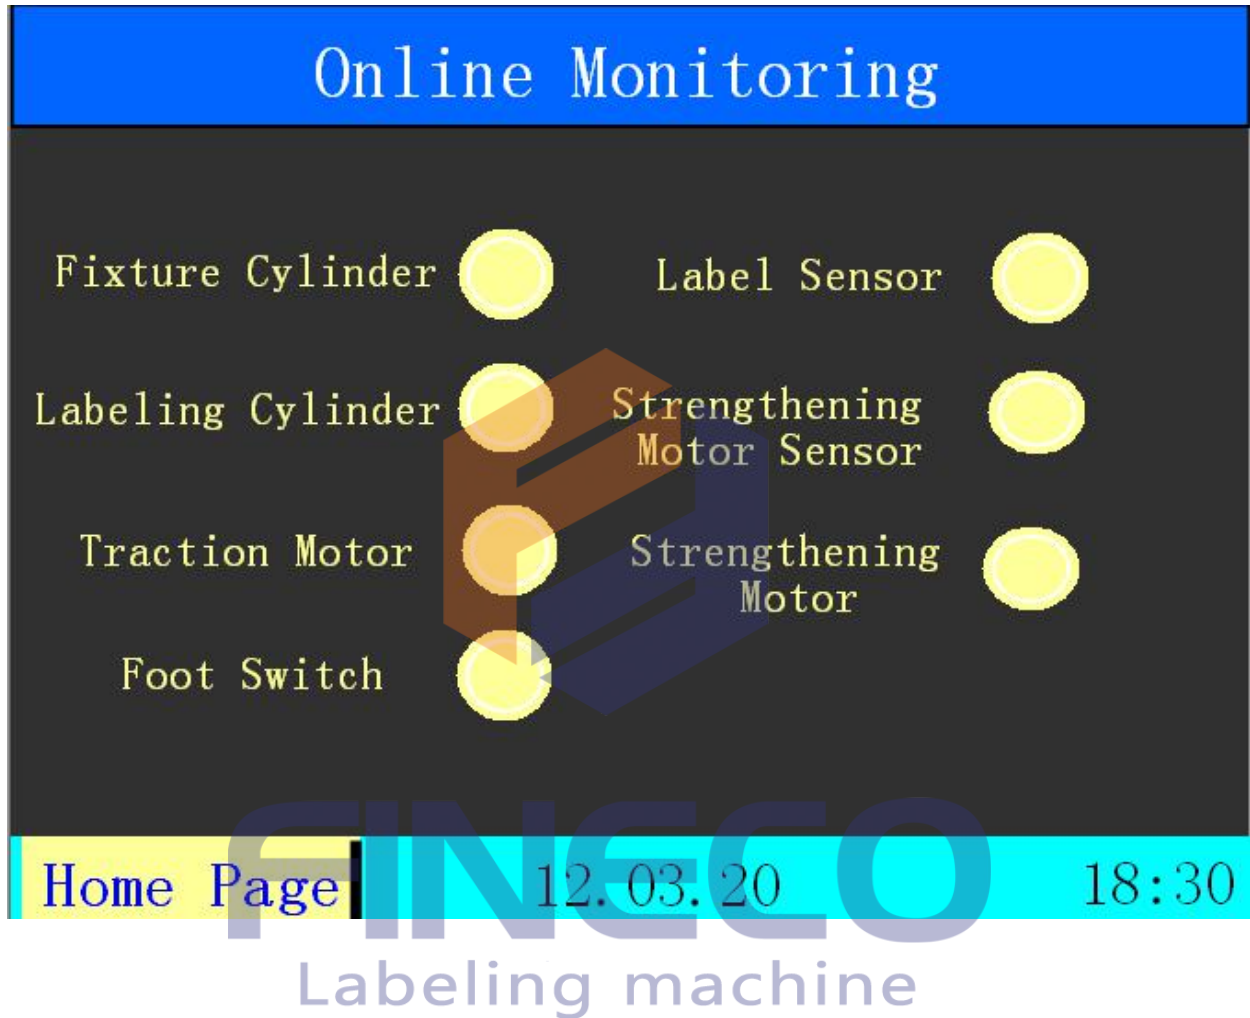 Online Monitoring
Fixture Cylinder
Label Sensor
Labeling Cylinder
Strengthening
Motor Sensor
Traction Motor
Strengthening
Motor
Foot Switch
Home Page
12.03.20
18:30
FINECO
Labeling machine